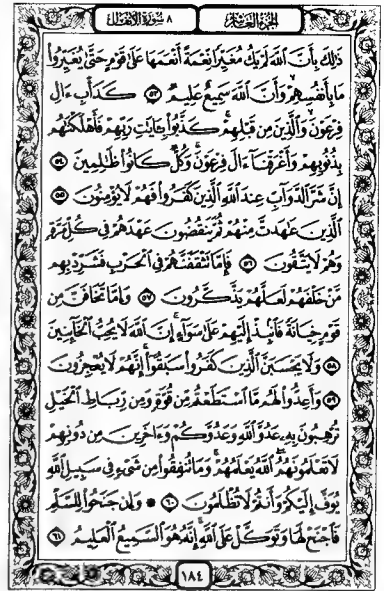 الجزء العاشر ٨ سورة الأنفال
ذَٰلِكَ بِأَنَّ ٱللَّهَ لَمْ يَكُ مُغَيِّرًا نِّعْمَةً أَنْعَمَهَا عَلَىٰ قَوْمٍ حَتَّىٰ يُغَيِّرُوا۟
مَا بِأَنفُسِهِمْ وَأَنَّ ٱللَّهَ سَمِيعٌ عَلِيمٌ ٥٣ كَدَأْبِ ءَالِ
فِرْعَوْنَ وَٱلَّذِينَ مِن قَبْلِهِمْ كَذَّبُوا۟ بِـَٔايَٰتِ رَبِّهِمْ فَأَهْلَكْنَٰهُم
بِذُنُوبِهِمْ وَأَغْرَقْنَآ ءَالَ فِرْعَوْنَ وَكُلٌّ كَانُوا۟ ظَٰلِمِينَ ٥٤
إِنَّ شَرَّ ٱلدَّوَآبِّ عِندَ ٱللَّهِ ٱلَّذِينَ كَفَرُوا۟ فَهُمْ لَا يُؤْمِنُونَ ٥٥
ٱلَّذِينَ عَٰهَدتَّ مِنْهُمْ ثُمَّ يَنقُضُونَ عَهْدَهُمْ فِى كُلِّ مَرَّةٍ
وَهُمْ لَا يَتَّقُونَ ٥٦ فَإِمَّا تَثْقَفَنَّهُمْ فِى ٱلْحَرْبِ فَشَرِّدْ بِهِم
مَّنْ خَلْفَهُمْ لَعَلَّهُمْ يَذَّكَّرُونَ ٥٧ وَإِمَّا تَخَافَنَّ مِن
قَوْمٍ خِيَانَةً فَٱنۢبِذْ إِلَيْهِمْ عَلَىٰ سَوَآءٍ إِنَّ ٱللَّهَ لَا يُحِبُّ ٱلْخَآئِنِينَ
٥٨ وَلَا يَحْسَبَنَّ ٱلَّذِينَ كَفَرُوا۟ سَبَقُوٓا۟ إِنَّهُمْ لَا يُعْجِزُونَ
٥٩ وَأَعِدُّوا۟ لَهُم مَّا ٱسْتَطَعْتُم مِّن قُوَّةٍ وَمِن رِّبَاطِ ٱلْخَيْلِ
تُرْهِبُونَ بِهِۦ عَدُوَّ ٱللَّهِ وَعَدُوَّكُمْ وَءَاخَرِينَ مِن دُونِهِمْ
لَا تَعْلَمُونَهُمُ ٱللَّهُ يَعْلَمُهُمْ وَمَا تُنفِقُوا۟ مِن شَىْءٍ فِى سَبِيلِ ٱللَّهِ
يُوَفَّ إِلَيْكُمْ وَأَنتُمْ لَا تُظْلَمُونَ ٦٠ ۞ وَإِن جَنَحُوا۟ لِلسَّلْمِ
فَٱجْنَحْ لَهَا وَتَوَكَّلْ عَلَى ٱللَّهِ إِنَّهُۥ هُوَ ٱلسَّمِيعُ ٱلْعَلِيمُ ٦١
١٨٤